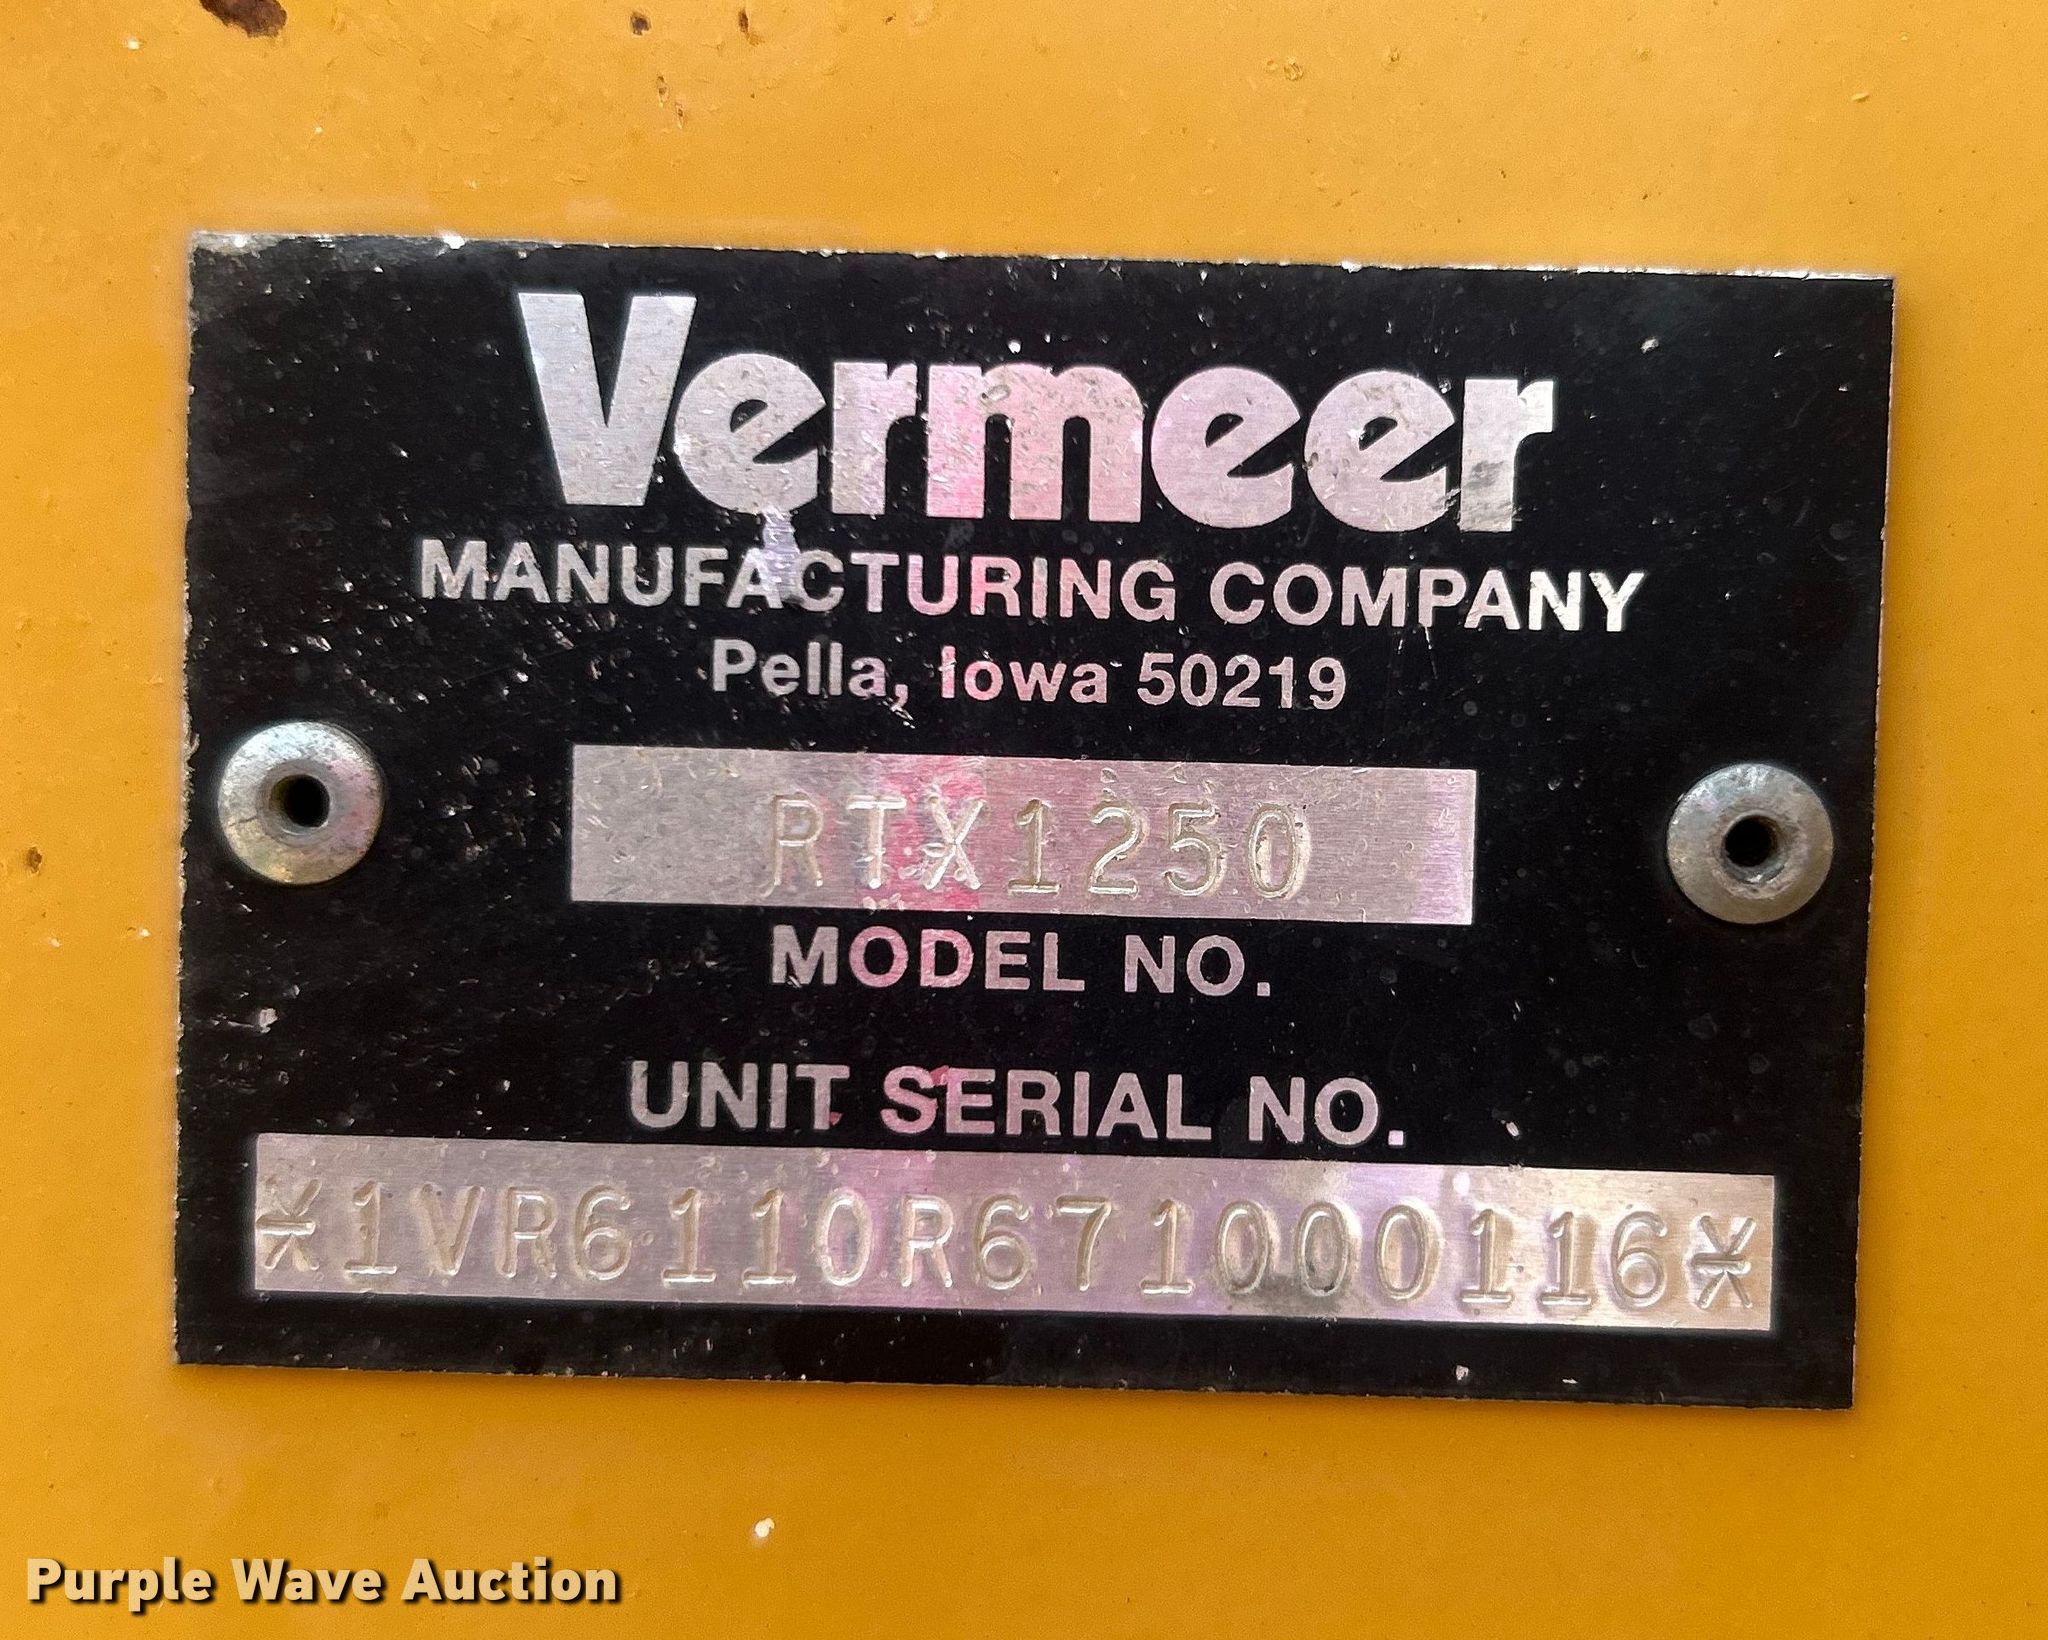 Vermeer
MANUFACTURING COMPANY
Pella, Iowa 50219
RTX1250
MODEL NO.
UNIT SERIAL NO.
*1VR6110R671000116*
Purple Wave Auction